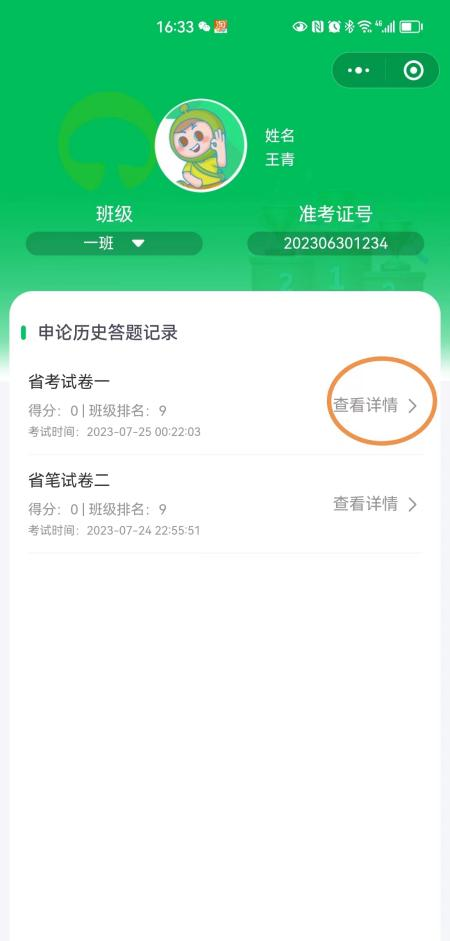 16:33
姓名
王青
班级
准考证号
一班
202306301234
申论历史答题记录
省考试卷一
得分：0 | 班级排名：9
考试时间：2023-07-25 00:22:03
查看详情
省笔试卷二
得分：0 | 班级排名：9
考试时间：2023-07-24 22:55:51
查看详情